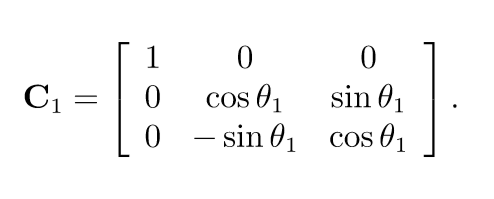 1 0 0
C₁ = 0 cos θ₁ sin θ₁ .
0 − sin θ₁ cos θ₁